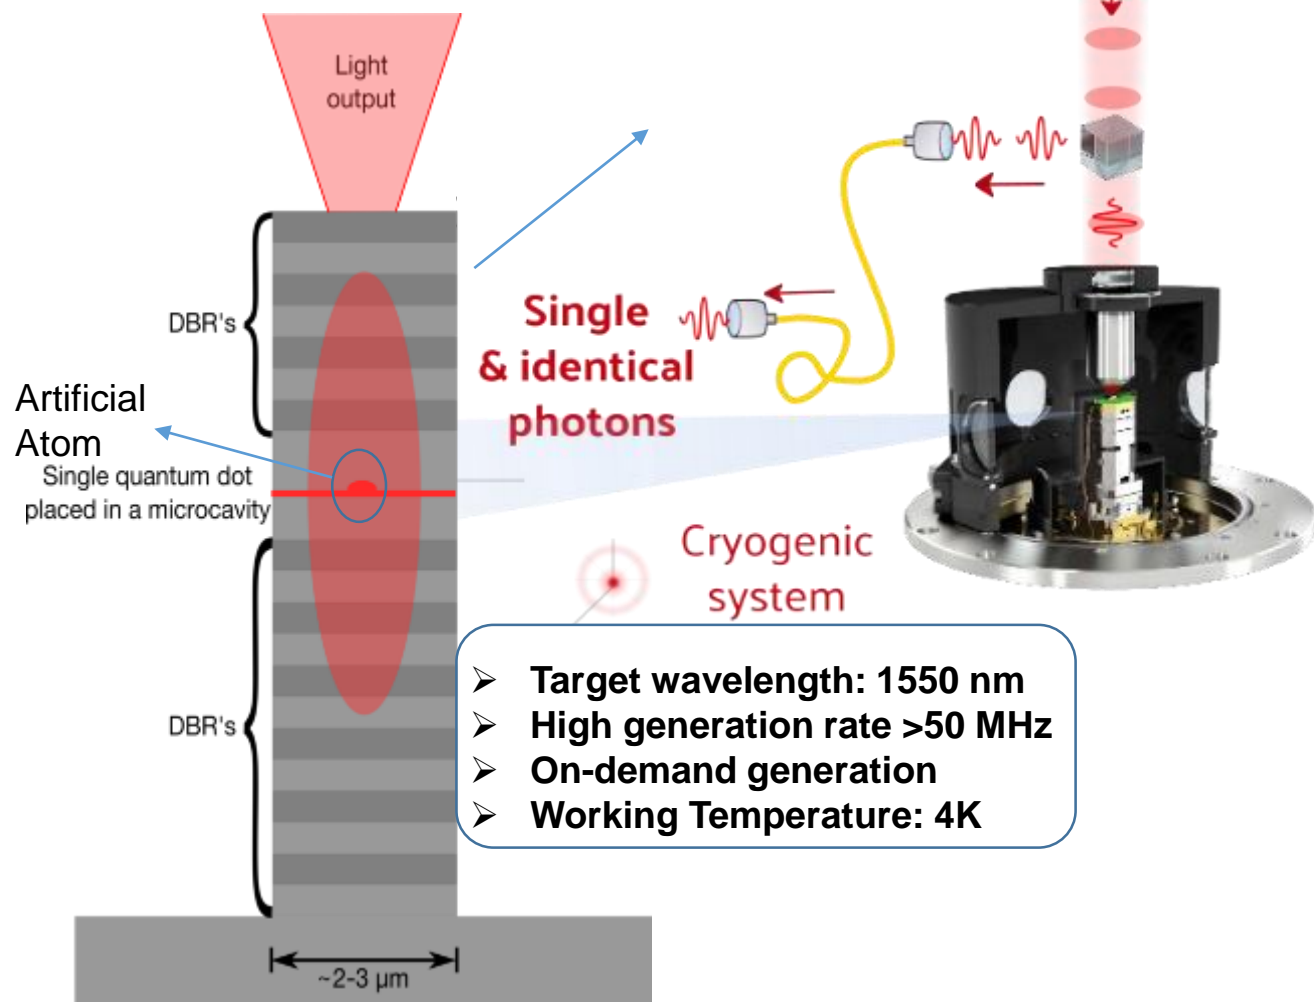 Light
output
DBR's
Single
& identical
photons
Artificial
Atom
Single quantum dot
placed in a microcavity
Cryogenic
system
➢ Target wavelength: 1550 nm
➢ High generation rate >50 MHz
➢ On-demand generation
➢ Working Temperature: 4K
DBR's
~2-3 µm